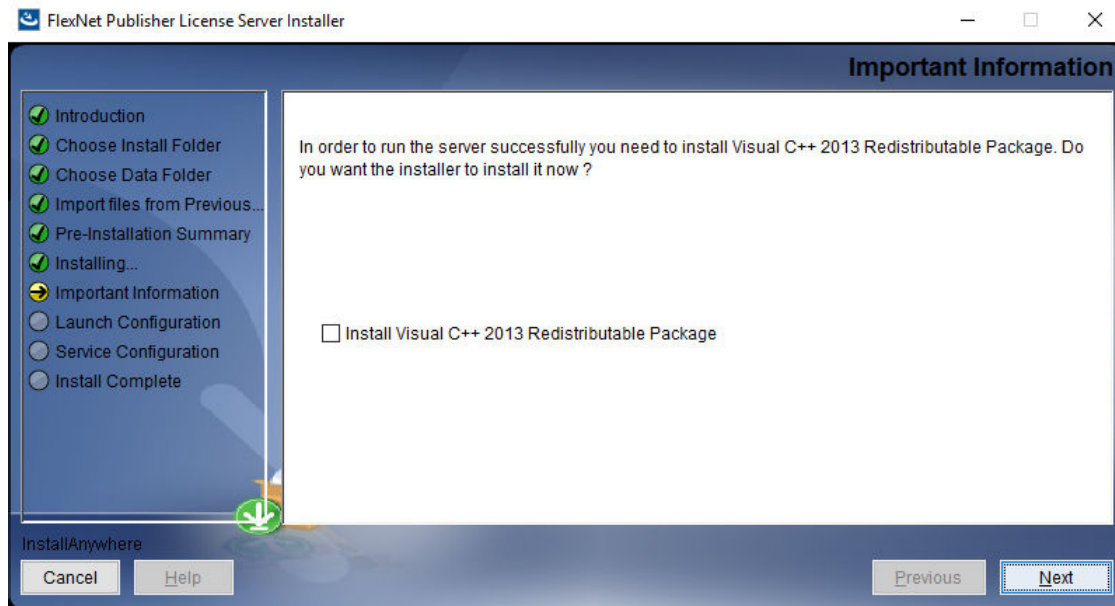 FlexNet Publisher License Server Installer
Important Information
Introduction
Choose Install Folder
Choose Data Folder
Import files from Previous...
Pre-Installation Summary
Installing...
Important Information
Launch Configuration
Service Configuration
Install Complete
In order to run the server successfully you need to install Visual C++ 2013 Redistributable Package. Do
you want the installer to install it now ?
Install Visual C++ 2013 Redistributable Package
InstallAnywhere
Cancel
Help
Previous
Next